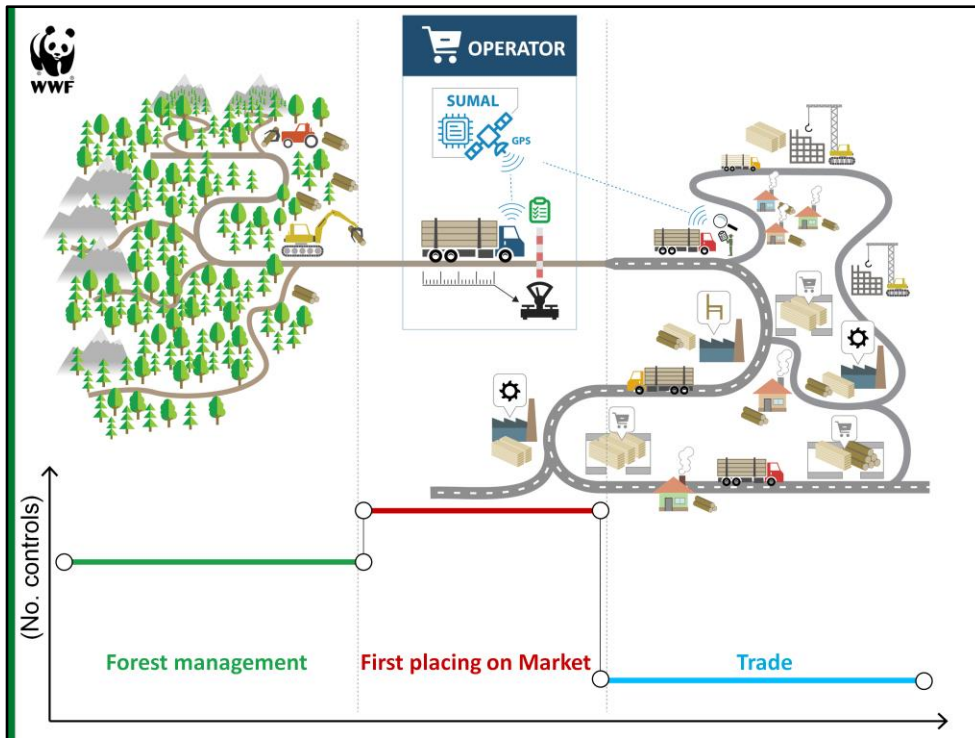 WWF
OPERATOR
SUMAL
GPS
(No. controls)
Forest management
First placing on Market
Trade